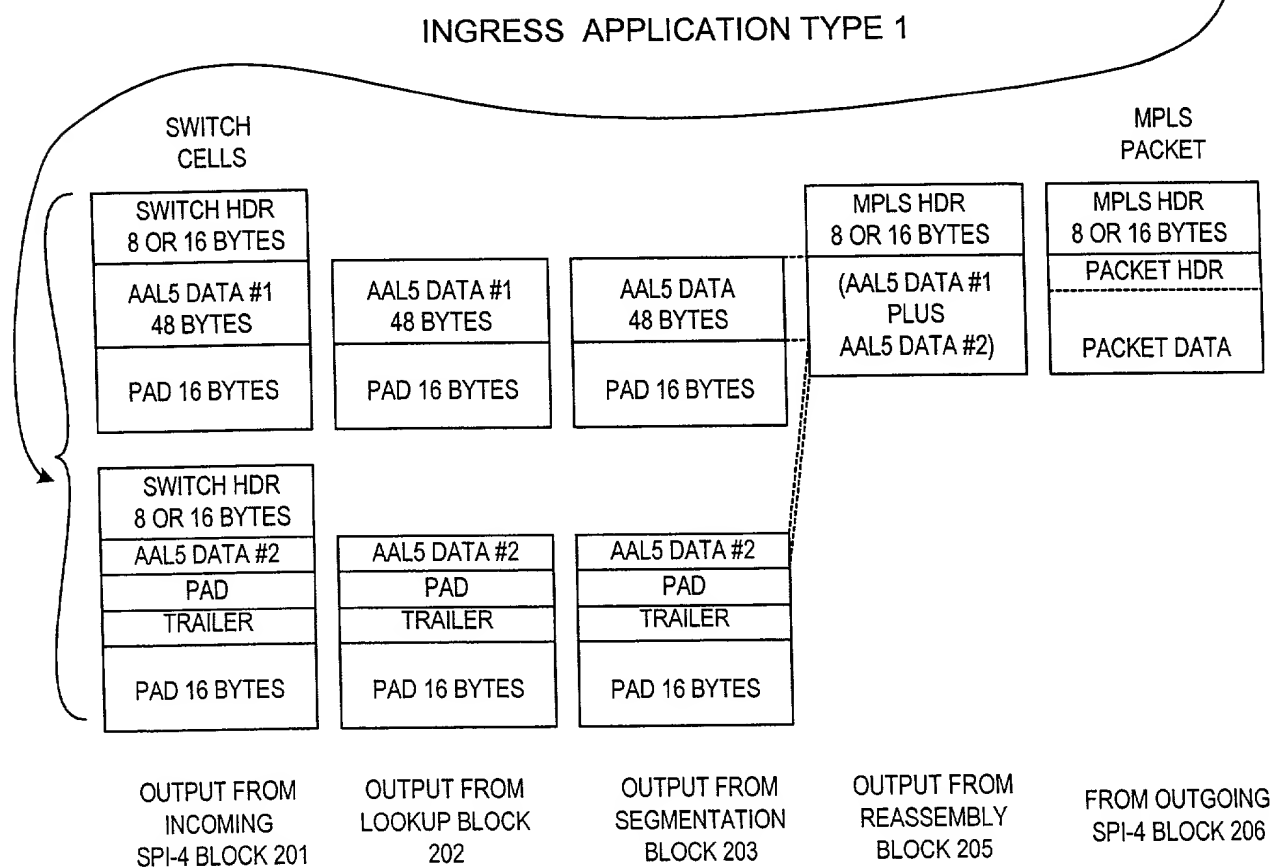 INGRESS APPLICATION TYPE 1
SWITCH
CELLS
MPLS
PACKET
SWITCH HDR
8 OR 16 BYTES
AAL5 DATA #1
48 BYTES
PAD 16 BYTES
AAL5 DATA #1
48 BYTES
PAD 16 BYTES
AAL5 DATA
48 BYTES
PAD 16 BYTES
MPLS HDR
8 OR 16 BYTES
(AAL5 DATA #1
PLUS
AAL5 DATA #2)
MPLS HDR
8 OR 16 BYTES
PACKET HDR
PACKET DATA
SWITCH HDR
8 OR 16 BYTES
AAL5 DATA #2
PAD
TRAILER
PAD 16 BYTES
AAL5 DATA #2
PAD
TRAILER
PAD 16 BYTES
AAL5 DATA #2
PAD
TRAILER
PAD 16 BYTES
OUTPUT FROM
INCOMING
SPI-4 BLOCK 201
OUTPUT FROM
LOOKUP BLOCK
202
OUTPUT FROM
SEGMENTATION
BLOCK 203
OUTPUT FROM
REASSEMBLY
BLOCK 205
FROM OUTGOING
SPI-4 BLOCK 206